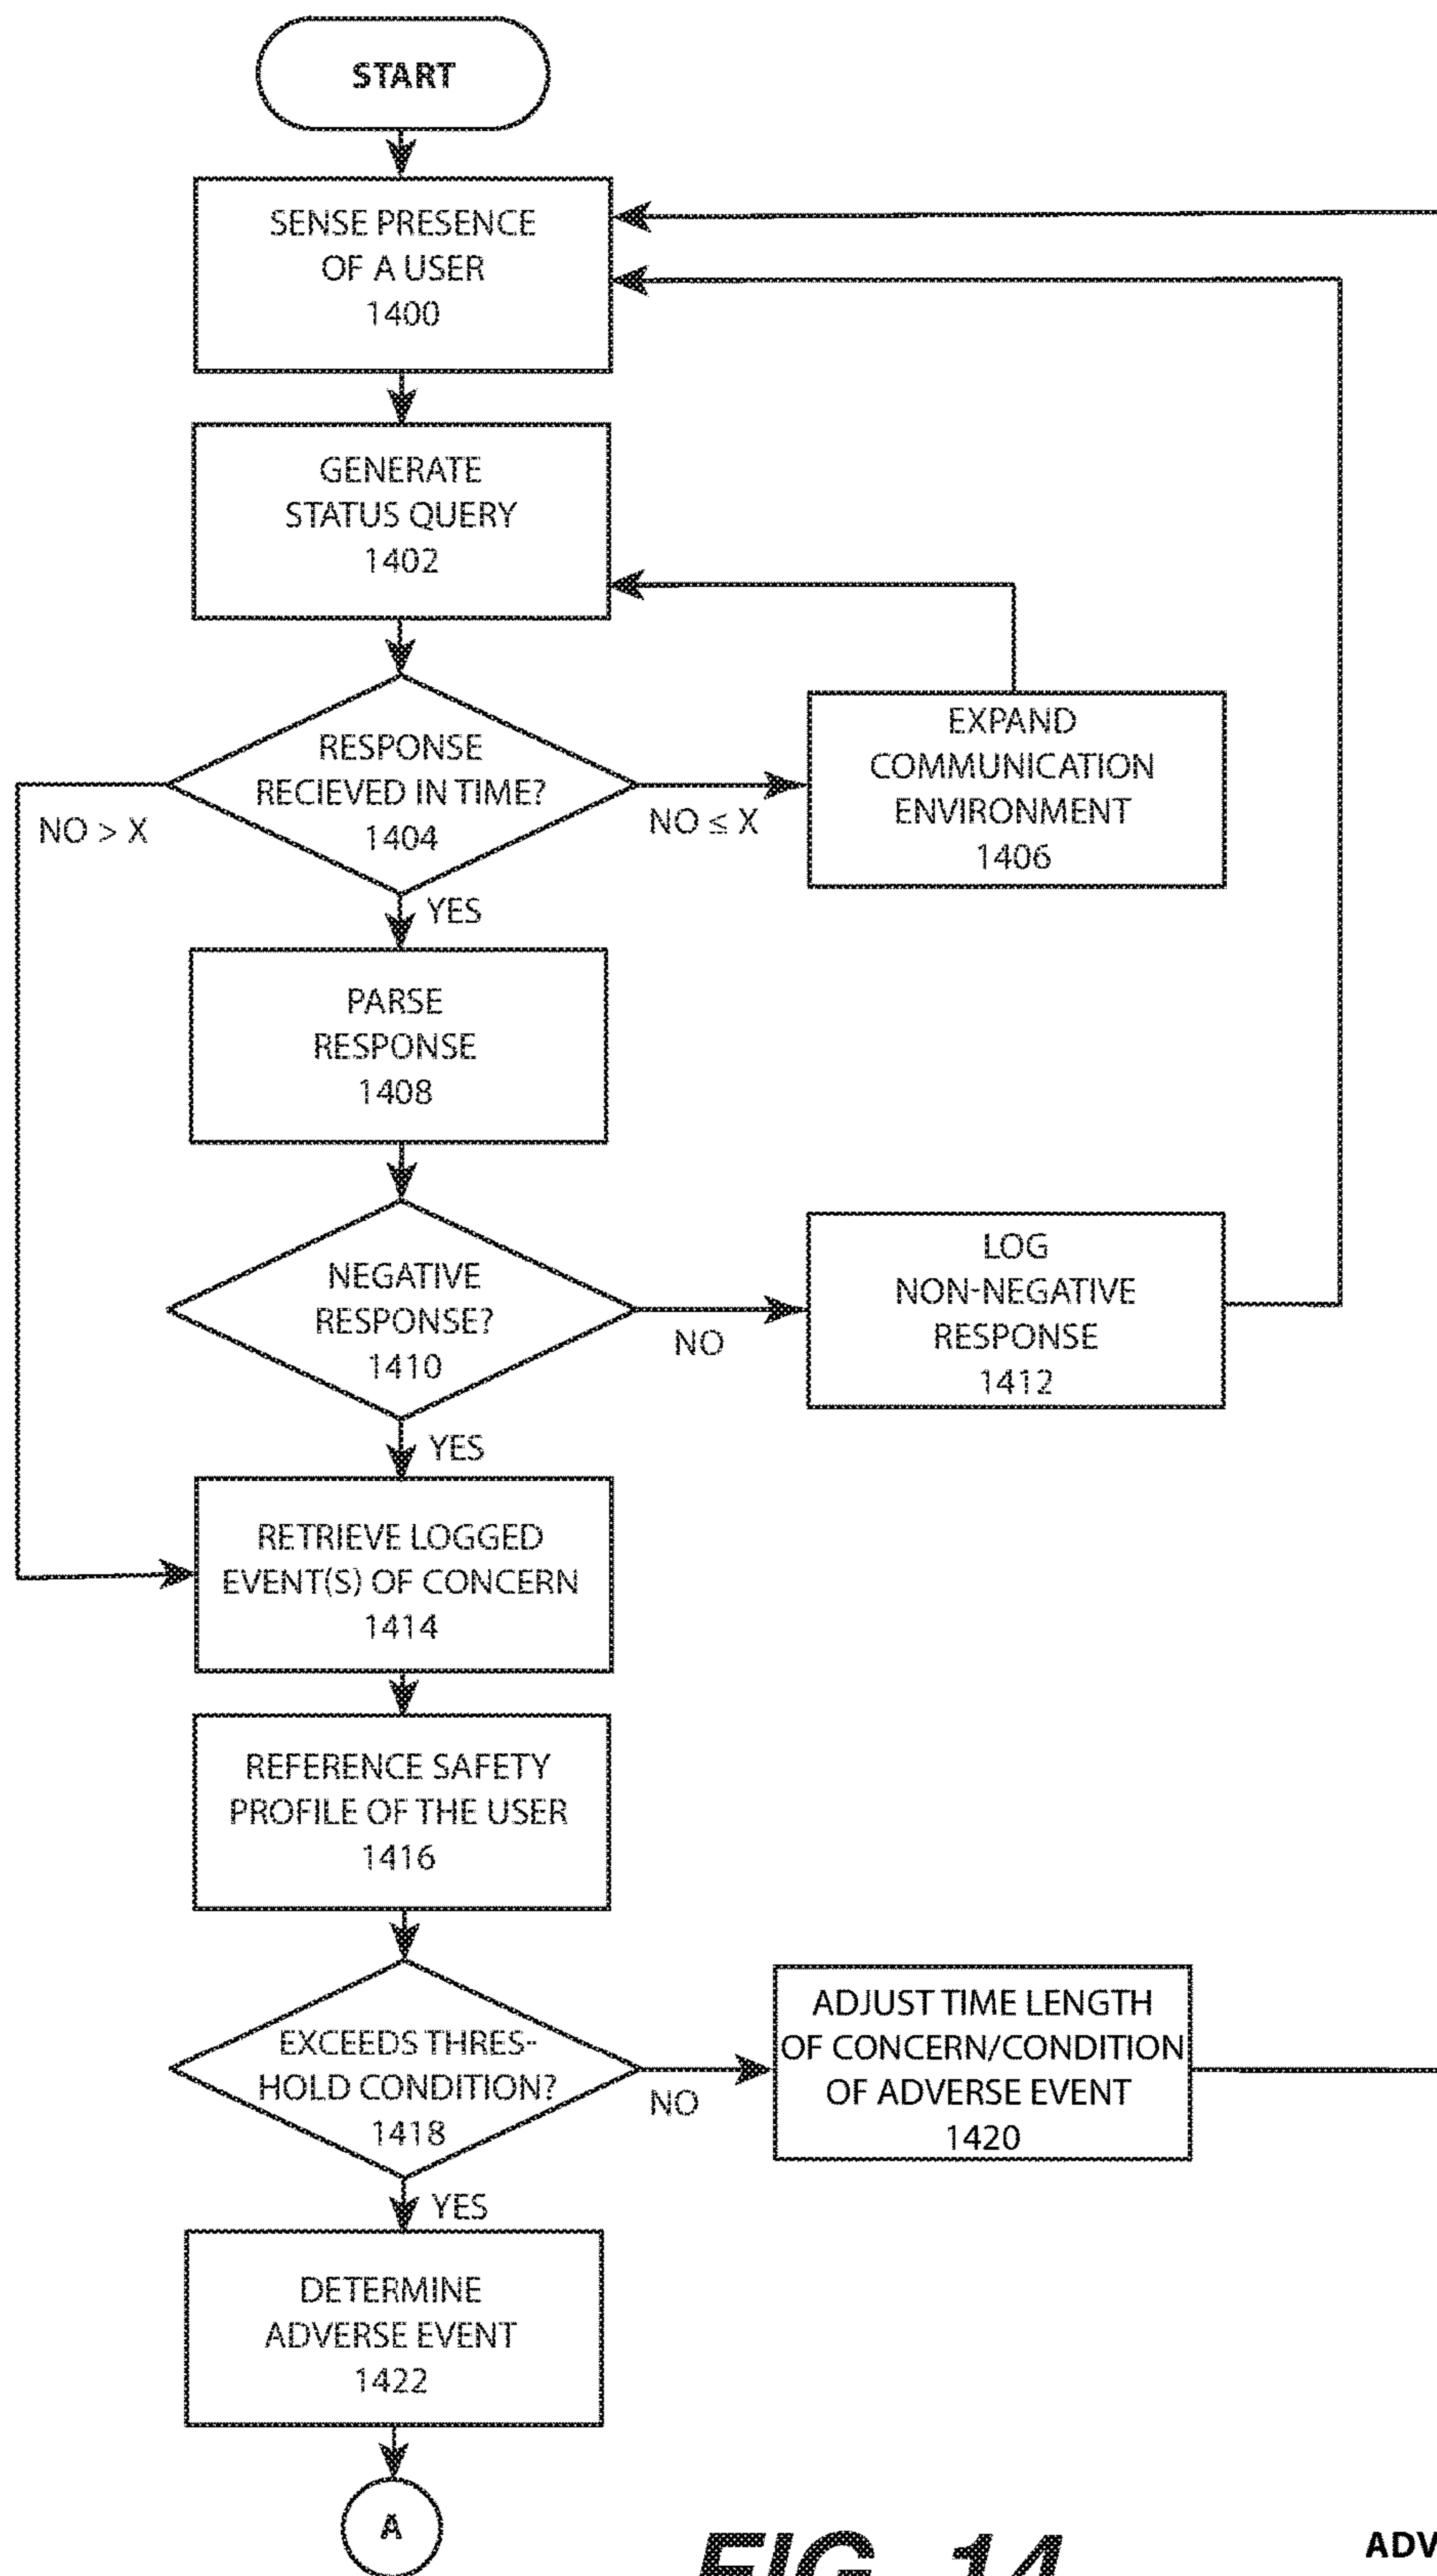 START
SENSE PRESENCE
OF A USER
1400
GENERATE
STATUS QUERY
1402
RESPONSE
RECIEVED IN TIME?
1404
NO > X
NO ≤ X
EXPAND
COMMUNICATION
ENVIRONMENT
1406
YES
PARSE
RESPONSE
1408
NEGATIVE
RESPONSE?
1410
NO
LOG
NON-NEGATIVE
RESPONSE
1412
YES
RETRIEVE LOGGED
EVENT(S) OF CONCERN
1414
REFERENCE SAFETY
PROFILE OF THE USER
1416
EXCEEDS THRES-
HOLD CONDITION?
1418
NO
ADJUST TIME LENGTH
OF CONCERN/CONDITION
OF ADVERSE EVENT
1420
YES
DETERMINE
ADVERSE EVENT
1422
A
FIG. 14